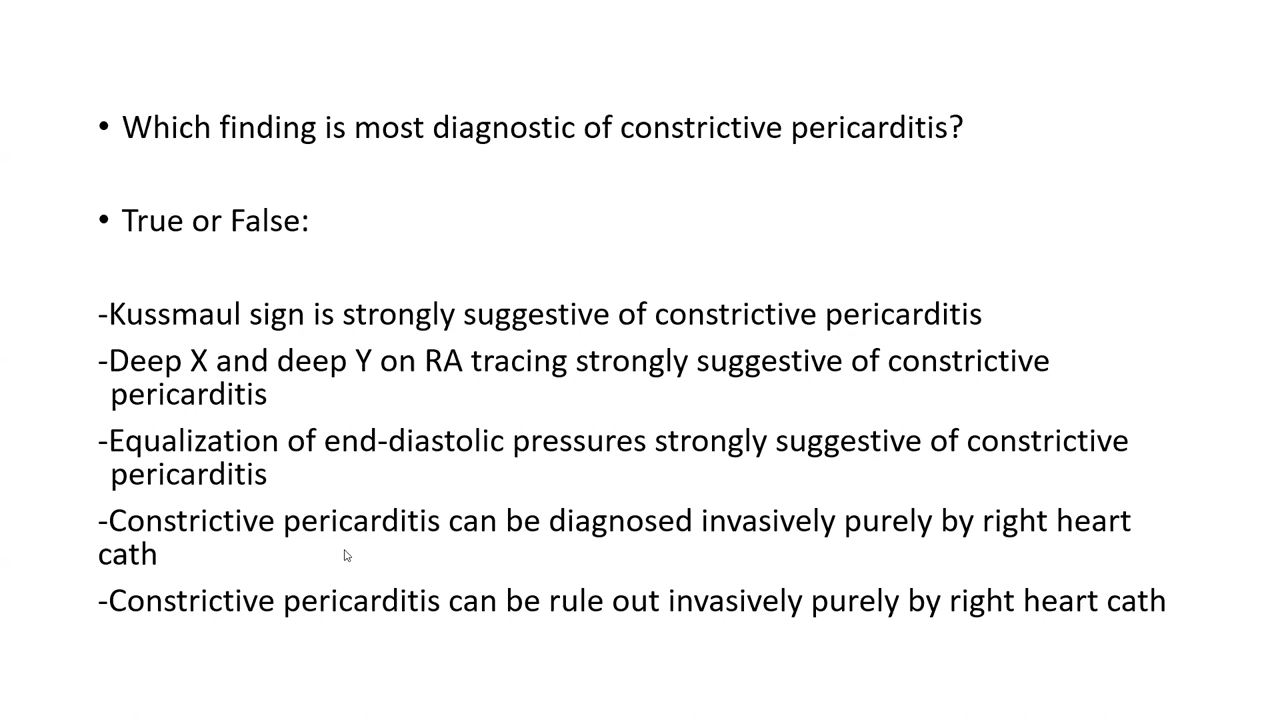 • Which finding is most diagnostic of constrictive pericarditis?
• True or False:
-Kussmaul sign is strongly suggestive of constrictive pericarditis
-Deep X and deep Y on RA tracing strongly suggestive of constrictive
pericarditis
-Equalization of end-diastolic pressures strongly suggestive of constrictive
pericarditis
-Constrictive pericarditis can be diagnosed invasively purely by right heart
cath
-Constrictive pericarditis can be rule out invasively purely by right heart cath